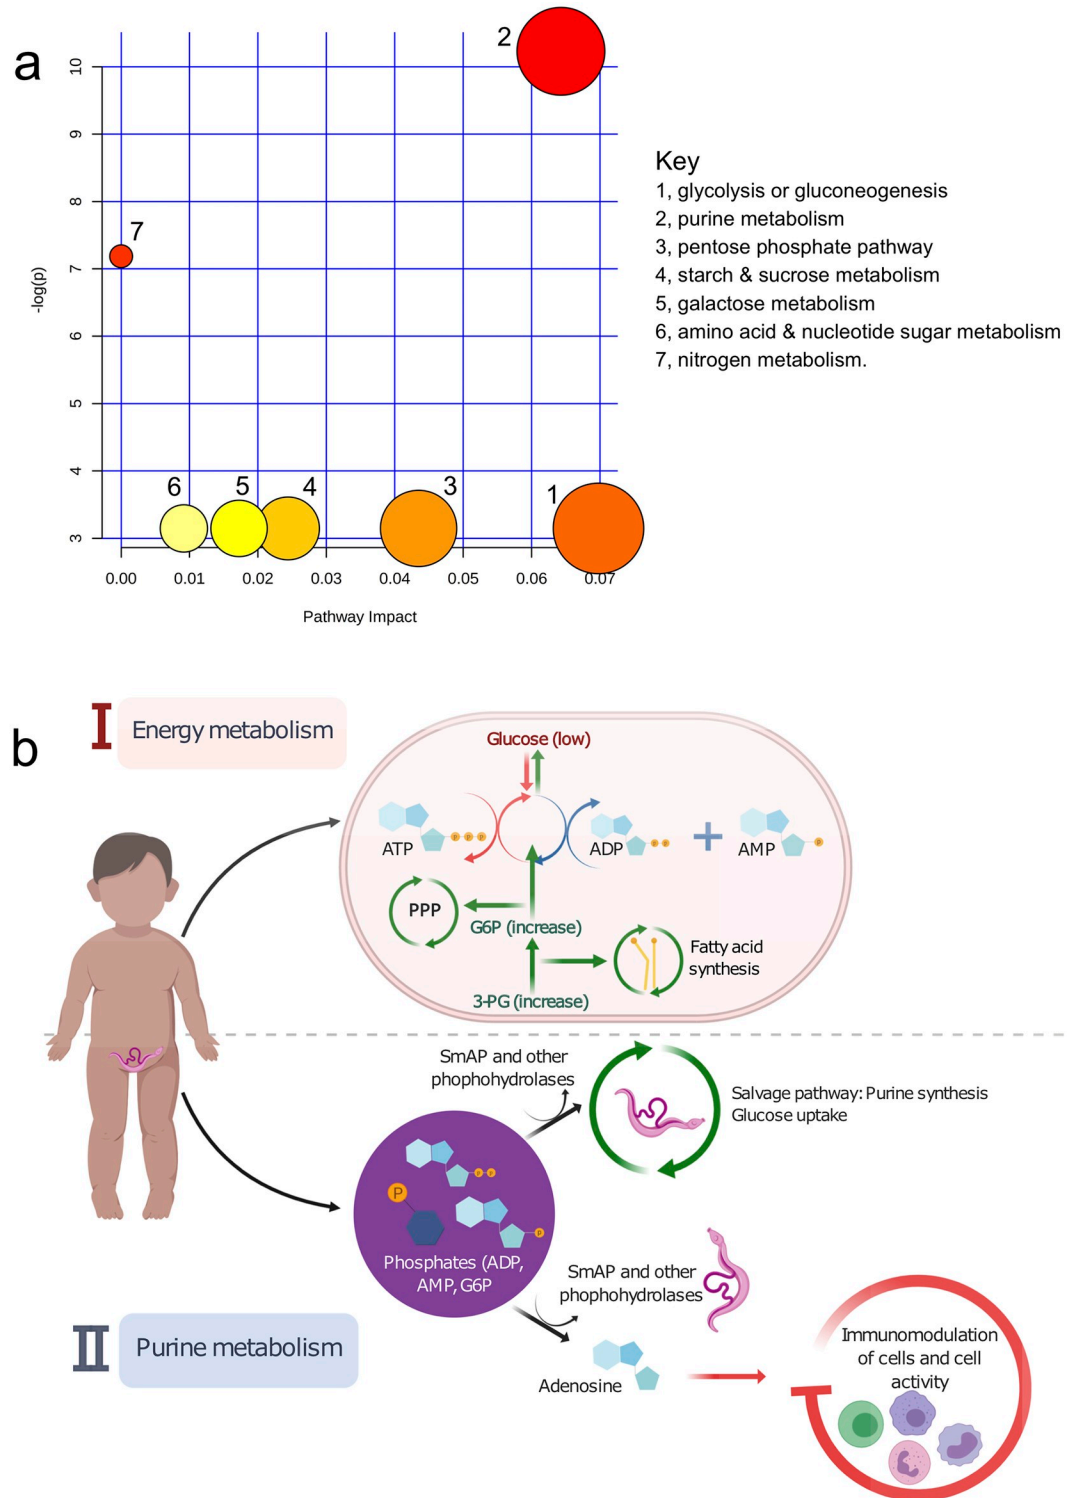 a
2
10
9
8
7
7
6
5
4
3
-log(p)
6
5
4
3
1
0.00
0.01
0.02
0.03
0.04
0.05
0.06
0.07
Pathway Impact
Key
1, glycolysis or gluconeogenesis
2, purine metabolism
3, pentose phosphate pathway
4, starch & sucrose metabolism
5, galactose metabolism
6, amino acid & nucleotide sugar metabolism
7, nitrogen metabolism.
b
I
Energy metabolism
Glucose (low)
ATP
P P P
ADP
P P
+
AMP
P
PPP
G6P (increase)
Fatty acid
synthesis
3-PG (increase)
SmAP and other
phophohydrolases
Salvage pathway: Purine synthesis
Glucose uptake
P P
P
P
Phosphates (ADP,
AMP, G6P
SmAP and other
phophohydrolases
Adenosine
Immunomodulation
of cells and cell
activity
II
Purine metabolism